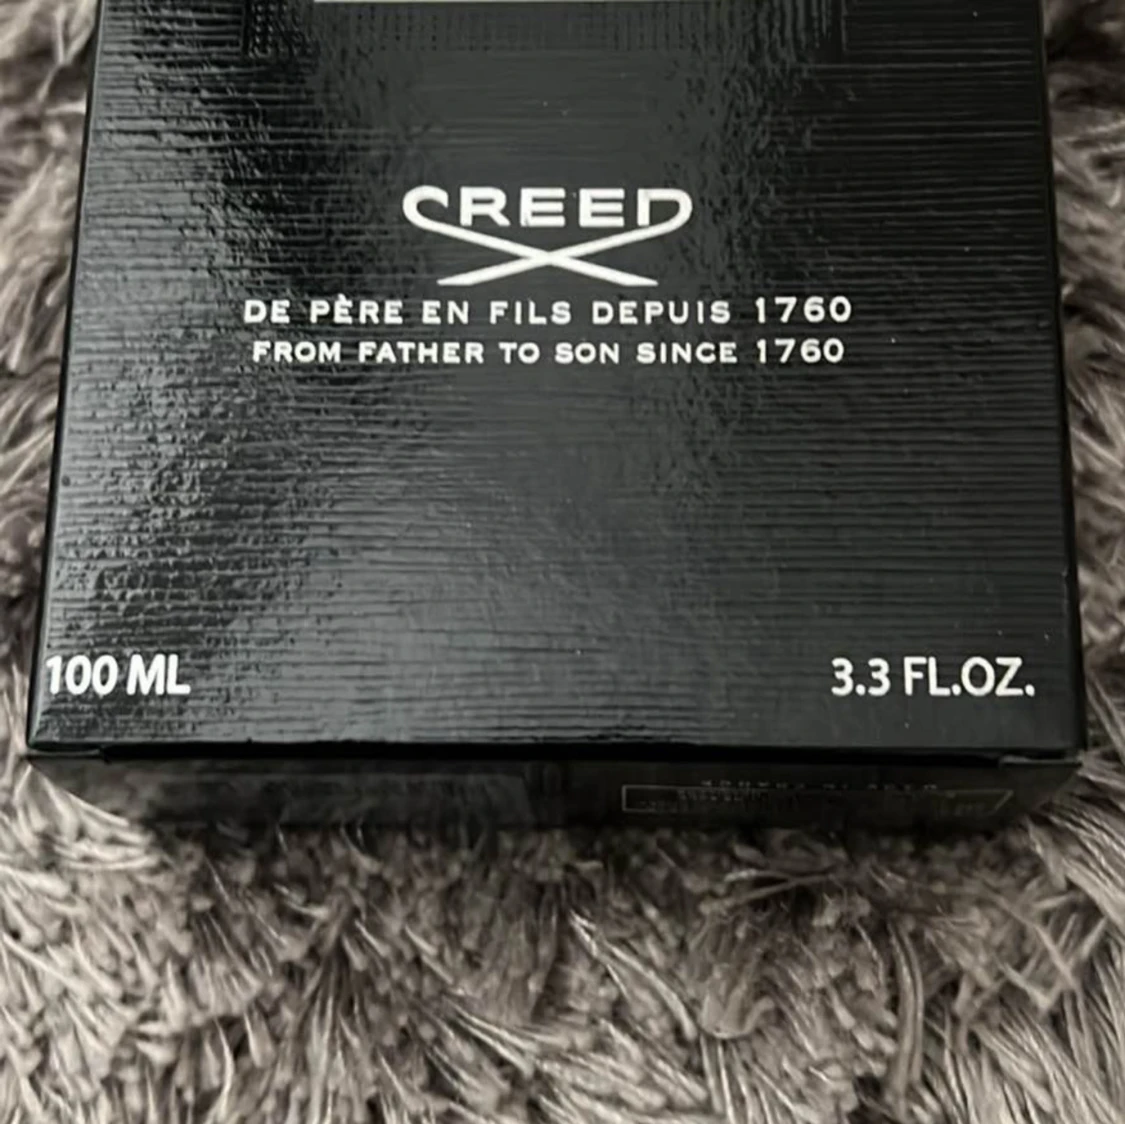 CREED
DE PÈRE EN FILS DEPUIS 1760
FROM FATHER TO SON SINCE 1760
100 ML
3.3 FL.OZ.